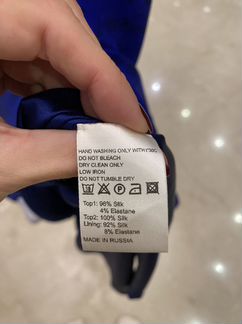 HAND WASHING ONLY WITH t°30C
DO NOT BLEACH
DRY CLEAN ONLY
LOW IRON
DO NOT TUMBLE DRY
Top1: 96% Silk
4% Elastane
Top2: 100% Silk
Lining: 92% Silk
8% Elastane
MADE IN RUSSIA